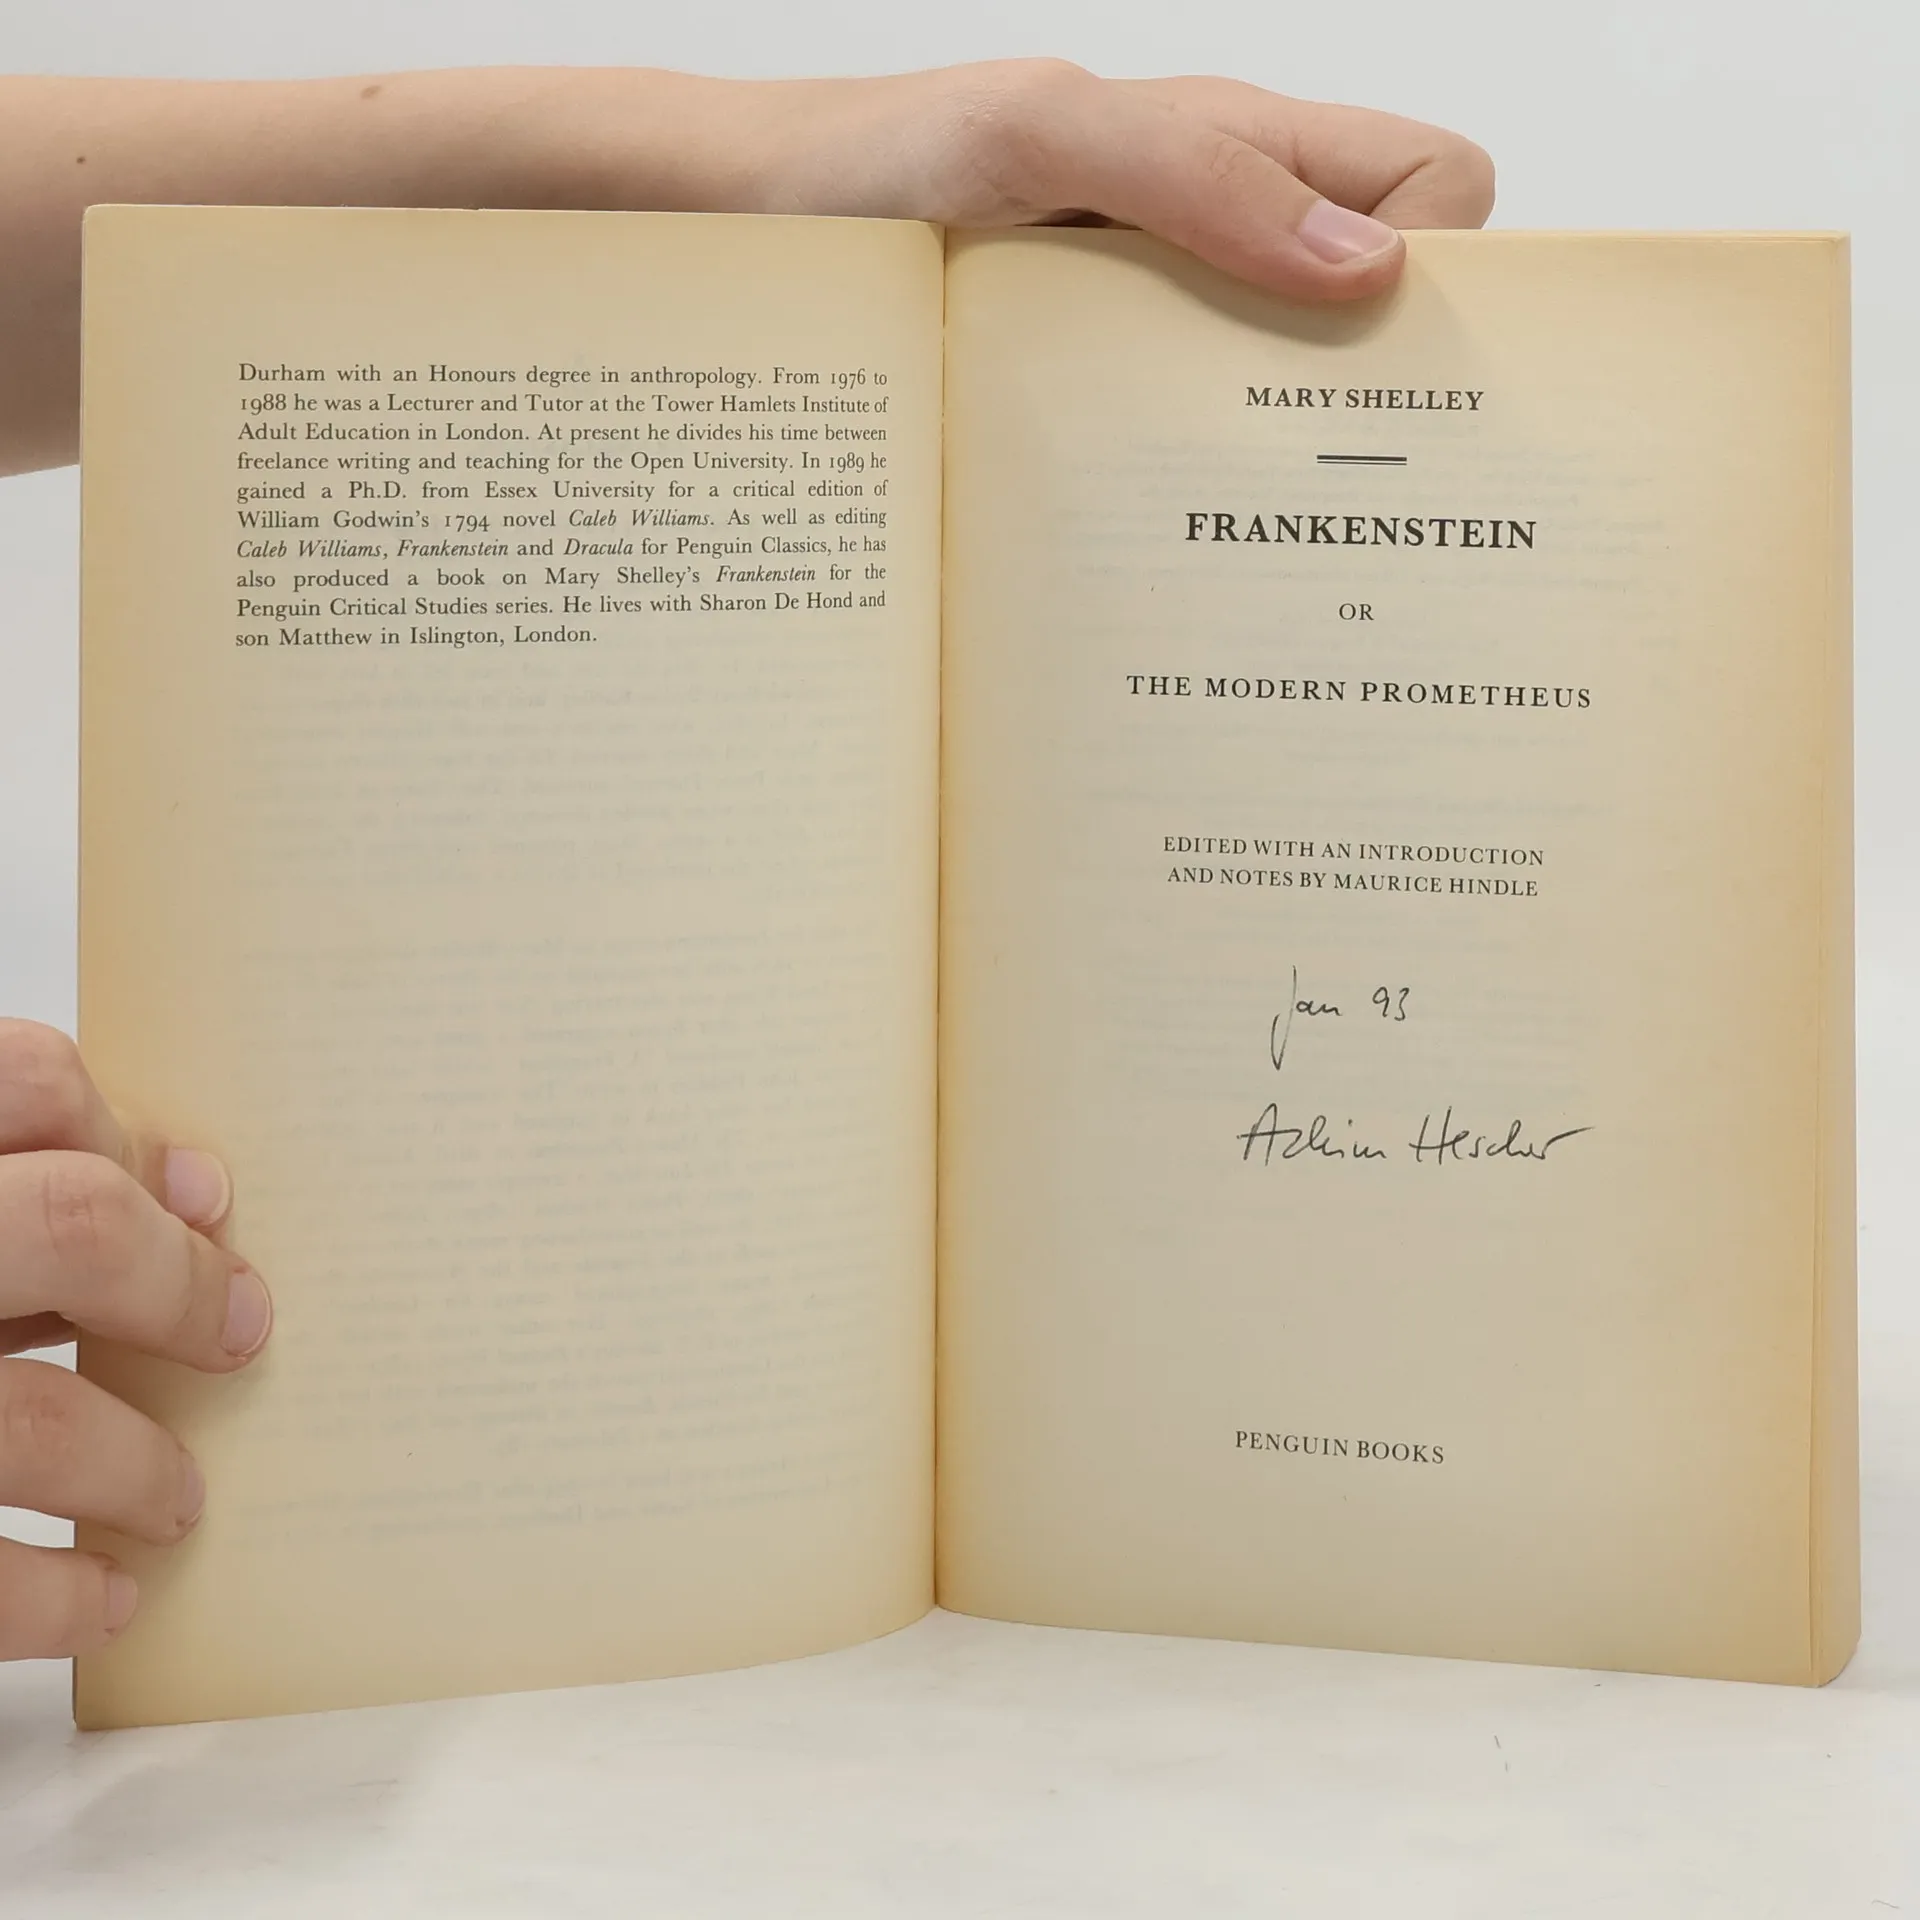 Durham with an Honours degree in anthropology. From 1976 to
1988 he was a Lecturer and Tutor at the Tower Hamlets Institute of
Adult Education in London. At present he divides his time between
freelance writing and teaching for the Open University. In 1989 he
gained a Ph.D. from Essex University for a critical edition of
William Godwin's 1794 novel Caleb Williams. As well as editing
Caleb Williams, Frankenstein and Dracula for Penguin Classics, he has
also produced a book on Mary Shelley's Frankenstein for the
Penguin Critical Studies series. He lives with Sharon De Hond and
son Matthew in Islington, London.
MARY SHELLEY
FRANKENSTEIN
OR
THE MODERN PROMETHEUS
EDITED WITH AN INTRODUCTION
AND NOTES BY MAURICE HINDLE
Jan 93
Achim Hescher
PENGUIN BOOKS